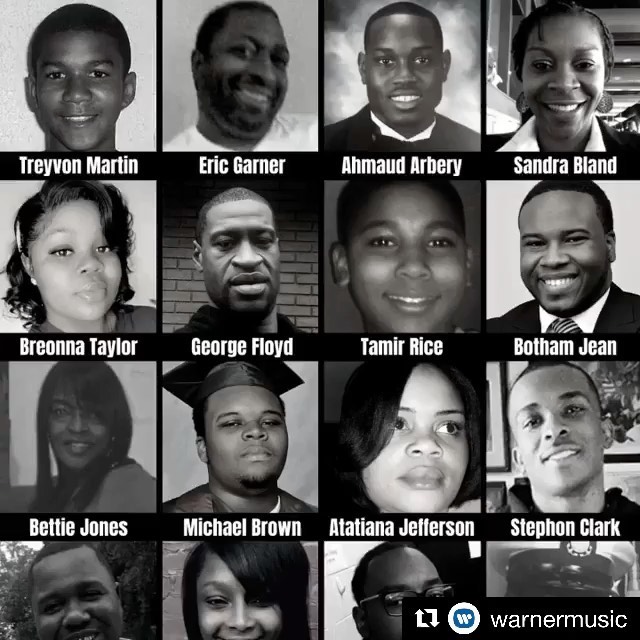 Treyvon Martin
Eric Garner
Ahmaud Arbery
Sandra Bland
Breonna Taylor
George Floyd
Tamir Rice
Botham Jean
Bettie Jones
Michael Brown
Atatiana Jefferson
Stephon Clark
warnermusic